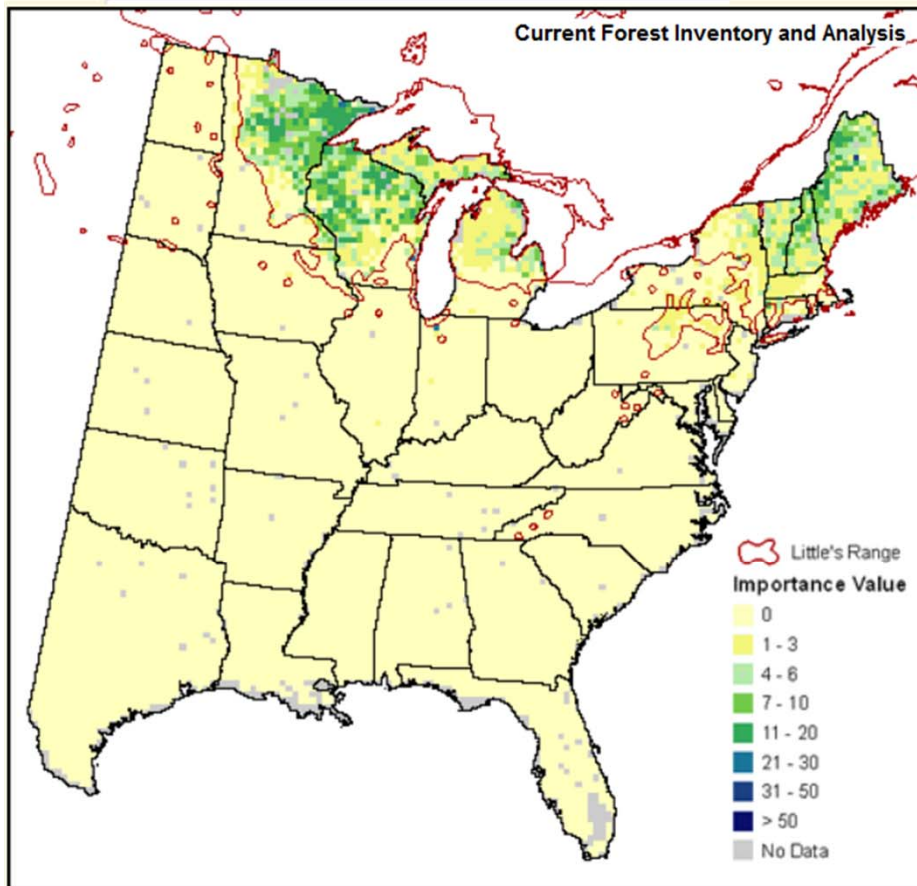 Current Forest Inventory and Analysis
Little's Range
Importance Value
0
1 - 3
4 - 6
7 - 10
11 - 20
21 - 30
31 - 50
> 50
No Data